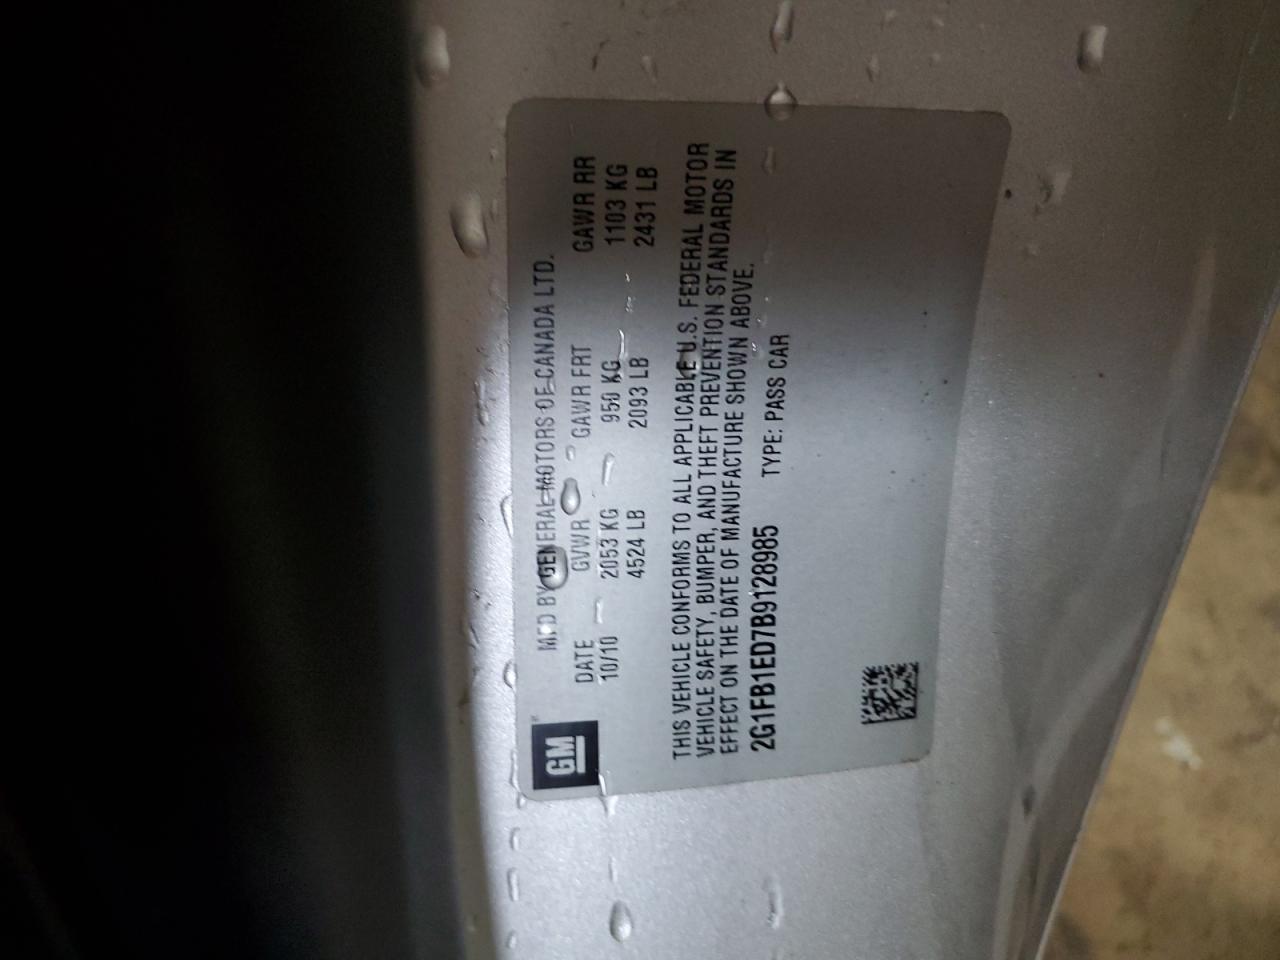 GM
MFD BY GENERAL MOTORS OF CANADA LTD.
DATE GVWR GAWR FRT GAWR RR
10/10 2053 KG 950 KG 1103 KG
4524 LB 2093 LB 2431 LB
THIS VEHICLE CONFORMS TO ALL APPLICABLE U.S. FEDERAL MOTOR
VEHICLE SAFETY, BUMPER, AND THEFT PREVENTION STANDARDS IN
EFFECT ON THE DATE OF MANUFACTURE SHOWN ABOVE.
2G1FB1ED7B9128985 TYPE: PASS CAR